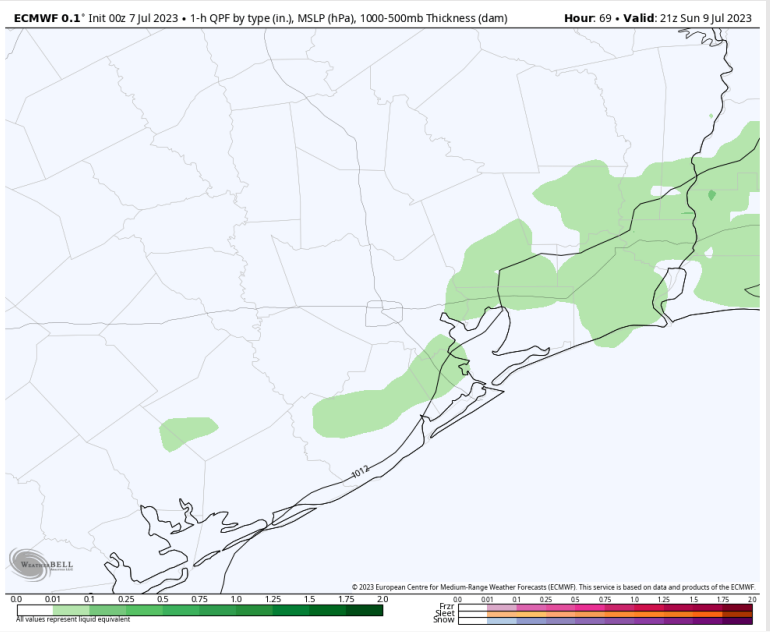 ECMWF 0.1° Init 00z 7 Jul 2023 • 1-h QPF by type (in.), MSLP (hPa), 1000-500mb Thickness (dam) Hour: 69 • Valid: 21z Sun 9 Jul 2023
1012
WEATHERBELL
© 2023 European Centre for Medium-Range Weather Forecasts (ECMWF). This service is based on data and products of the ECMWF.
0.0 0.01 0.1 0.25 0.5 0.75 1.0 1.25 1.5 1.75 2.0
0.0 0.01 0.1 0.25 0.50 0.75 1.0 1.25 1.5 1.75 2.0
Frzr
Sleet
Snow
All values represent liquid equivalent